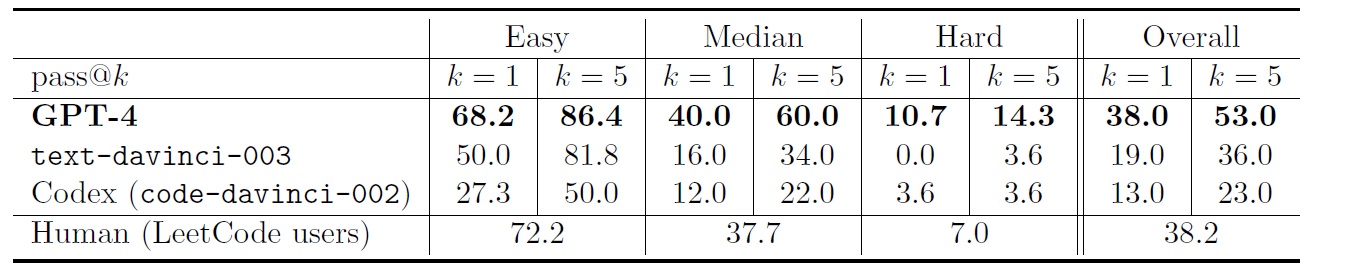 Easy Median Hard Overall
pass@k k = 1 k = 5 k = 1 k = 5 k = 1 k = 5 k = 1 k = 5
GPT-4 68.2 86.4 40.0 60.0 10.7 14.3 38.0 53.0
text-davinci-003 50.0 81.8 16.0 34.0 0.0 3.6 19.0 36.0
Codex (code-davinci-002) 27.3 50.0 12.0 22.0 3.6 3.6 13.0 23.0
Human (LeetCode users) 72.2 37.7 7.0 38.2